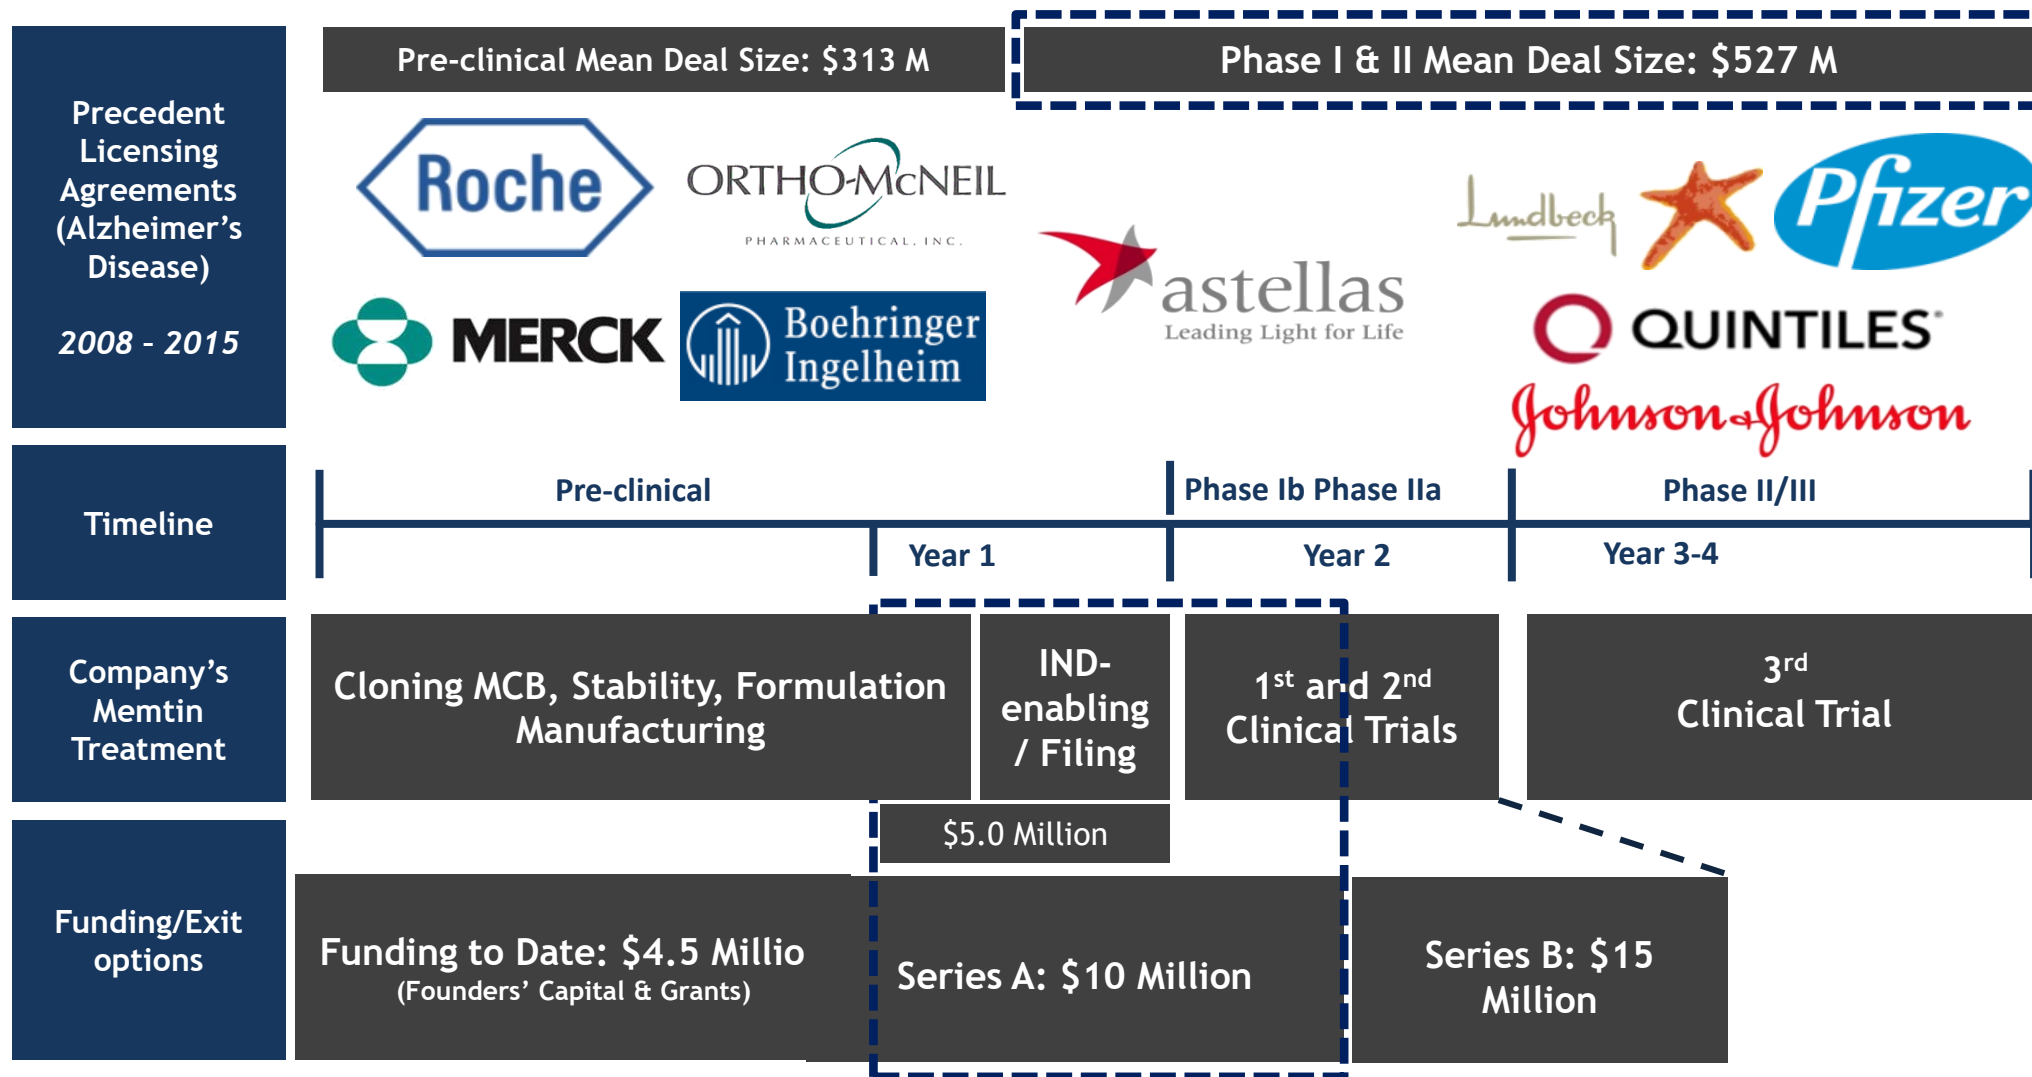 Precedent
Licensing
Agreements
(Alzheimer's
Disease)
2008 – 2015
Pre-clinical Mean Deal Size: $313 M
Phase I & II Mean Deal Size: $527 M
Roche
ORTHO-MCNEIL
PHARMACEUTICAL, INC.
MERCK
Boehringer
Ingelheim
astellas
Leading Light for Life
Lundbeck
Pfizer
QUINTILES
Johnson & Johnson
Timeline
Pre-clinical
Phase Ib Phase IIa
Phase II/III
Year 1
Year 2
Year 3-4
Company's
Memtin
Treatment
Cloning MCB, Stability, Formulation
Manufacturing
IND-
enabling
/ Filing
1st and 2nd
Clinical Trials
3rd
Clinical Trial
Funding/Exit
options
$5.0 Million
Funding to Date: $4.5 Millio
(Founders' Capital & Grants)
Series A: $10 Million
Series B: $15
Million